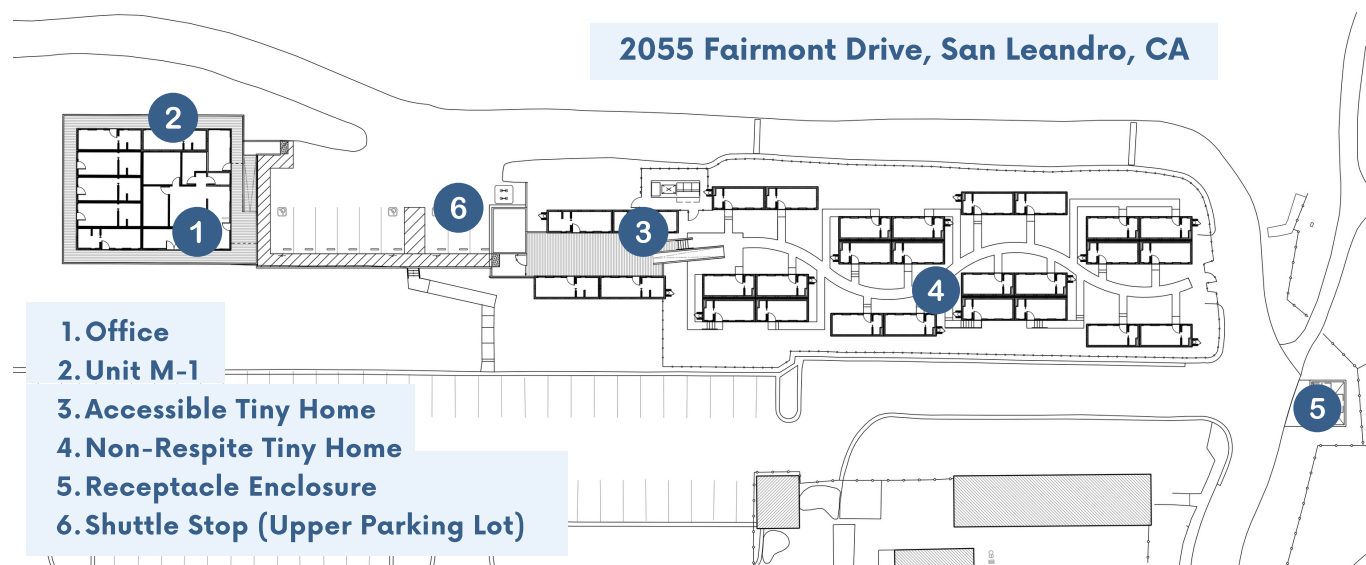 2055 Fairmont Drive, San Leandro, CA
2
1
6
3
4
5
1. Office
2. Unit M-1
3. Accessible Tiny Home
4. Non-Respite Tiny Home
5. Receptacle Enclosure
6. Shuttle Stop (Upper Parking Lot)